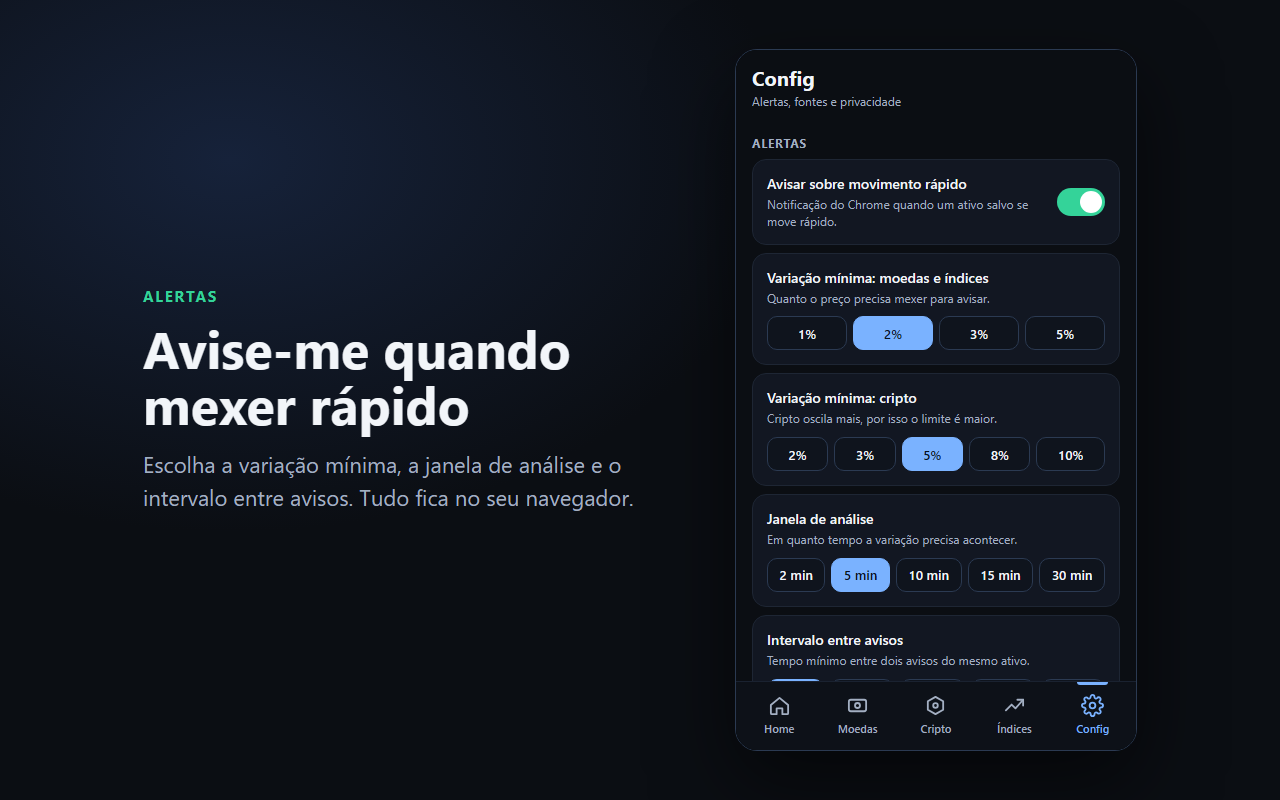 ALERTAS
Avise-me quando
mexer rápido
Escolha a variação mínima, a janela de análise e o
intervalo entre avisos. Tudo fica no seu navegador.
Config
Alertas, fontes e privacidade
ALERTAS
Avisar sobre movimento rápido
Notificação do Chrome quando um ativo salvo se
move rápido.
Variação mínima: moedas e índices
Quanto o preço precisa mexer para avisar.
1% 2% 3% 5%
Variação mínima: cripto
Cripto oscila mais, por isso o limite é maior.
2% 3% 5% 8% 10%
Janela de análise
Em quanto tempo a variação precisa acontecer.
2 min 5 min 10 min 15 min 30 min
Intervalo entre avisos
Tempo mínimo entre dois avisos do mesmo ativo.
Home Moedas Cripto Índices Config